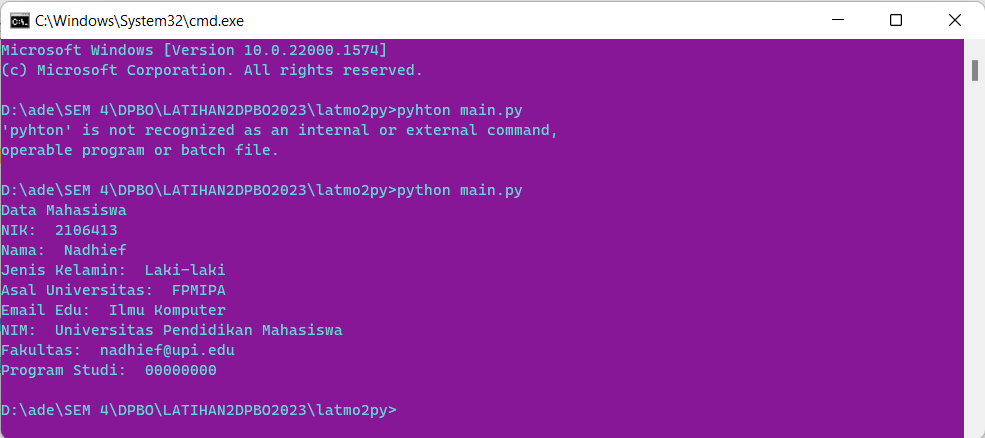 C:\Windows\System32\cmd.exe
Microsoft Windows [Version 10.0.22000.1574]
(c) Microsoft Corporation. All rights reserved.
D:\ade\SEM 4\DPBO\LATIHAN2DPBO2023\latmo2py>pyhton main.py
'pyhton' is not recognized as an internal or external command,
operable program or batch file.
D:\ade\SEM 4\DPBO\LATIHAN2DPBO2023\latmo2py>python main.py
Data Mahasiswa
NIK:  2106413
Nama:  Nadhief
Jenis Kelamin:  Laki-laki
Asal Universitas:  FPMIPA
Email Edu:  Ilmu Komputer
NIM:  Universitas Pendidikan Mahasiswa
Fakultas:  nadhief@upi.edu
Program Studi:  00000000
D:\ade\SEM 4\DPBO\LATIHAN2DPBO2023\latmo2py>